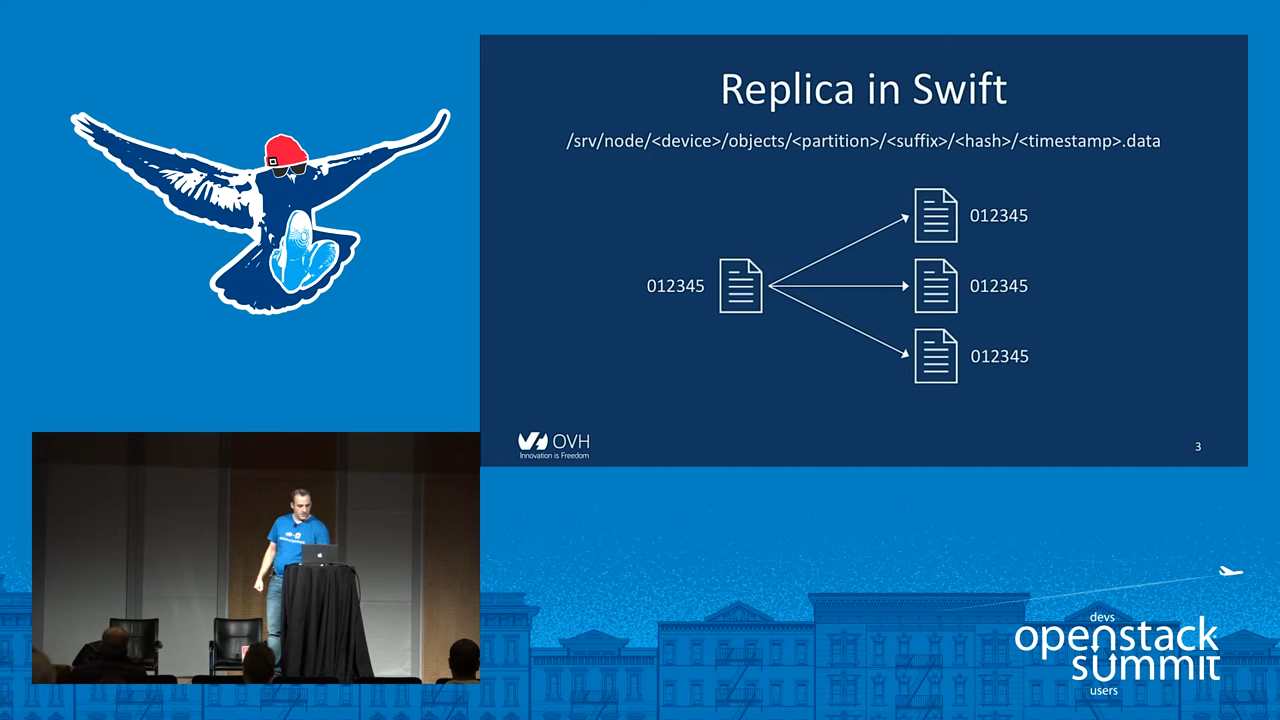 Replica in Swift
/srv/node/<device>/objects/<partition>/<suffix>/<hash>/<timestamp>.data
012345
012345
012345
012345
OVH
Innovation is Freedom
3
devs
openstack
summit
users